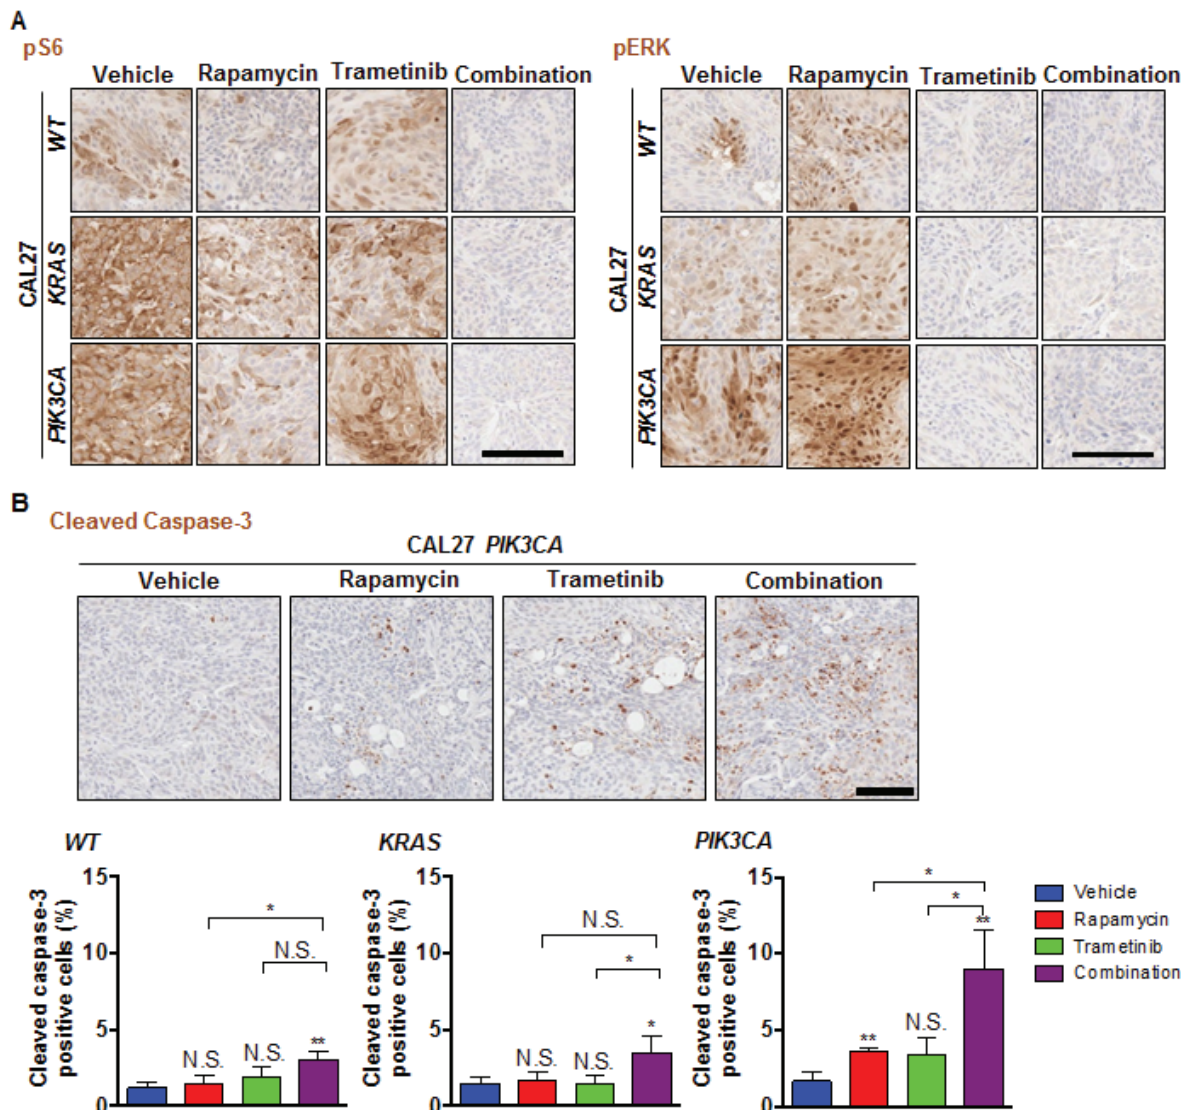 A
pS6
Vehicle Rapamycin Trametinib Combination
CAL27
WT
KRAS
PIK3CA
pERK
Vehicle Rapamycin Trametinib Combination
CAL27
WT
KRAS
PIK3CA
B
Cleaved Caspase-3
CAL27 PIK3CA
Vehicle Rapamycin Trametinib Combination
WT
Cleaved caspase-3
positive cells (%)
15
10
5
0
*
N.S.
N.S.
N.S.
**
KRAS
Cleaved caspase-3
positive cells (%)
15
10
5
0
N.S.
*
N.S.
N.S.
*
PIK3CA
Cleaved caspase-3
positive cells (%)
15
10
5
0
*
*
**
N.S.
**
Vehicle
Rapamycin
Trametinib
Combination